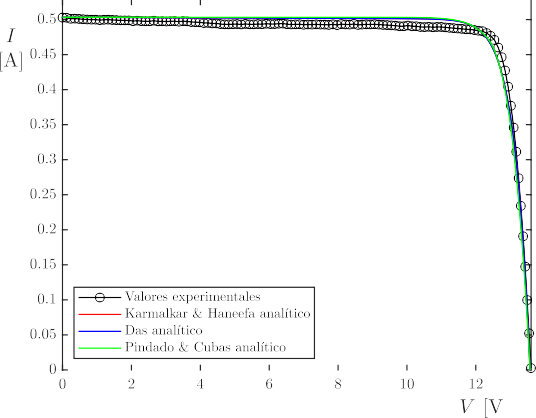 I
[A]
0.5
0.45
0.4
0.35
0.3
0.25
0.2
0.15
0.1
0.05
0
Valores experimentales
Karmalkar & Haneefa analítico
Das analítico
Pindado & Cubas analítico
0 2 4 6 8 10 12
V [V